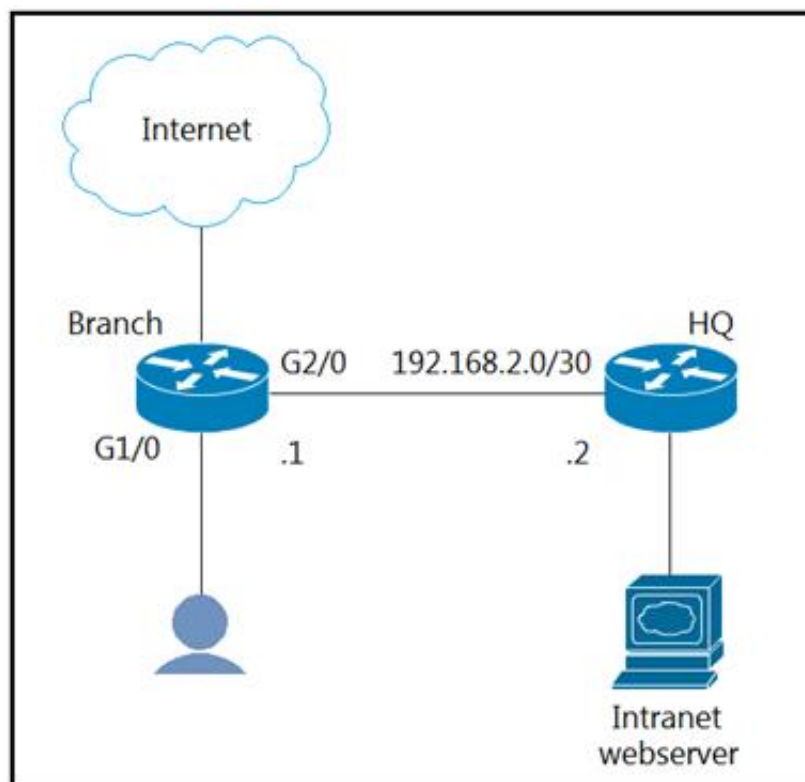 Internet
Branch
HQ
G2/0
192.168.2.0/30
G1/0
.1
.2
Intranet
webserver